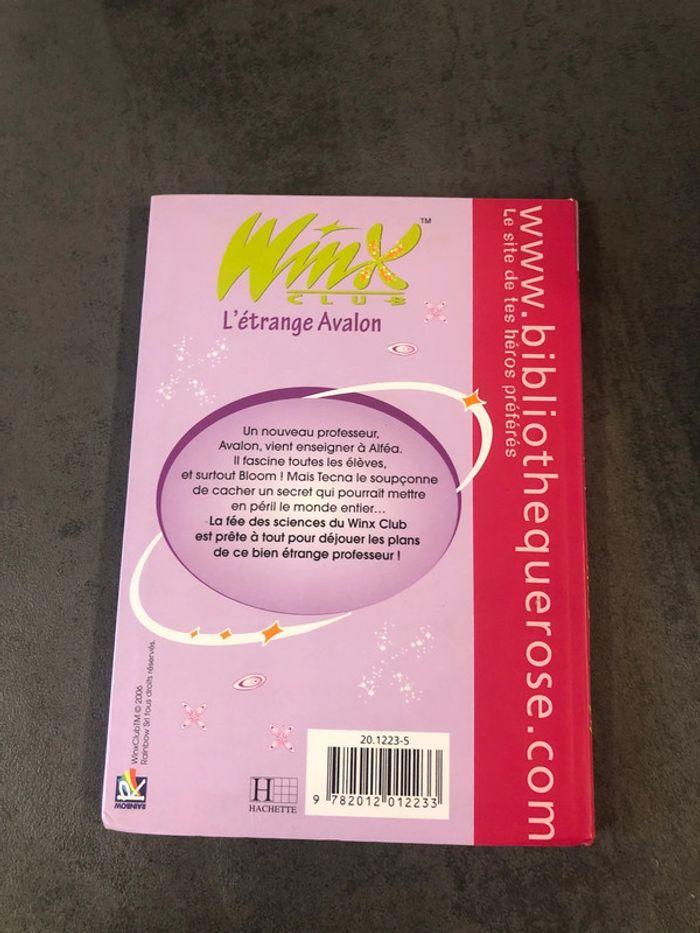 WinX™
CLUB
L'étrange Avalon
Un nouveau professeur,
Avalon, vient enseigner à Alféa.
Il fascine toutes les élèves,
et surtout Bloom ! Mais Tecna le soupçonne
de cacher un secret qui pourrait mettre
en péril le monde entier...
La fée des sciences du Winx Club
est prête à tout pour déjouer les plans
de ce bien étrange professeur !
www.bibliothequerose.com
Le site de tes héros préférés
WinxClubTM © 2006
Rainbow Srl tous droits réservés.
RAINBOW
H
HACHETTE
20.1223-5
9 782012 012233